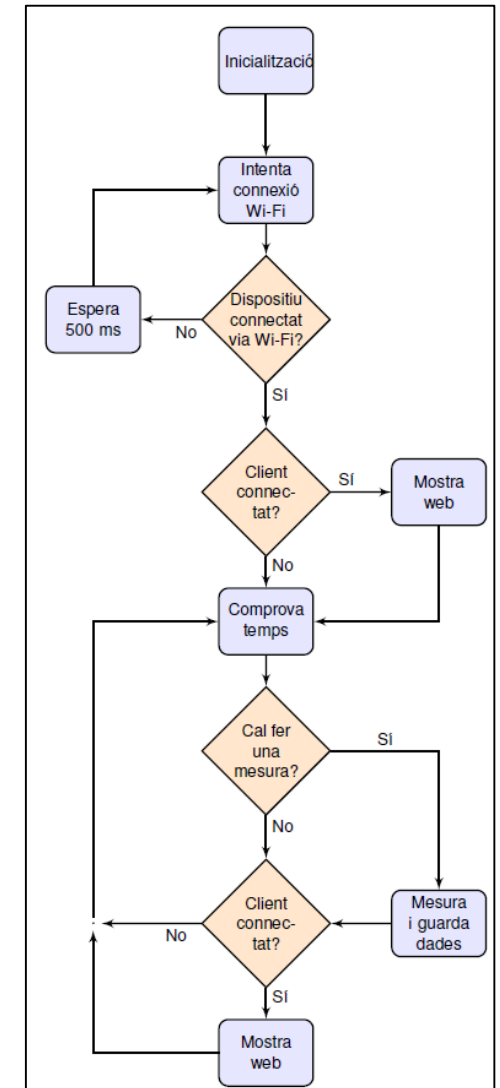 Inicialització
Intenta
connexió
Wi-Fi
Espera
500 ms
No
Dispositiu
connectat
via Wi-Fi?
Sí
Client
connec-
tat?
Sí
Mostra
web
No
Comprova
temps
Cal fer
una
mesura?
Sí
No
Client
connec-
tat?
No
Mesura
i guarda
dades
Sí
Mostra
web